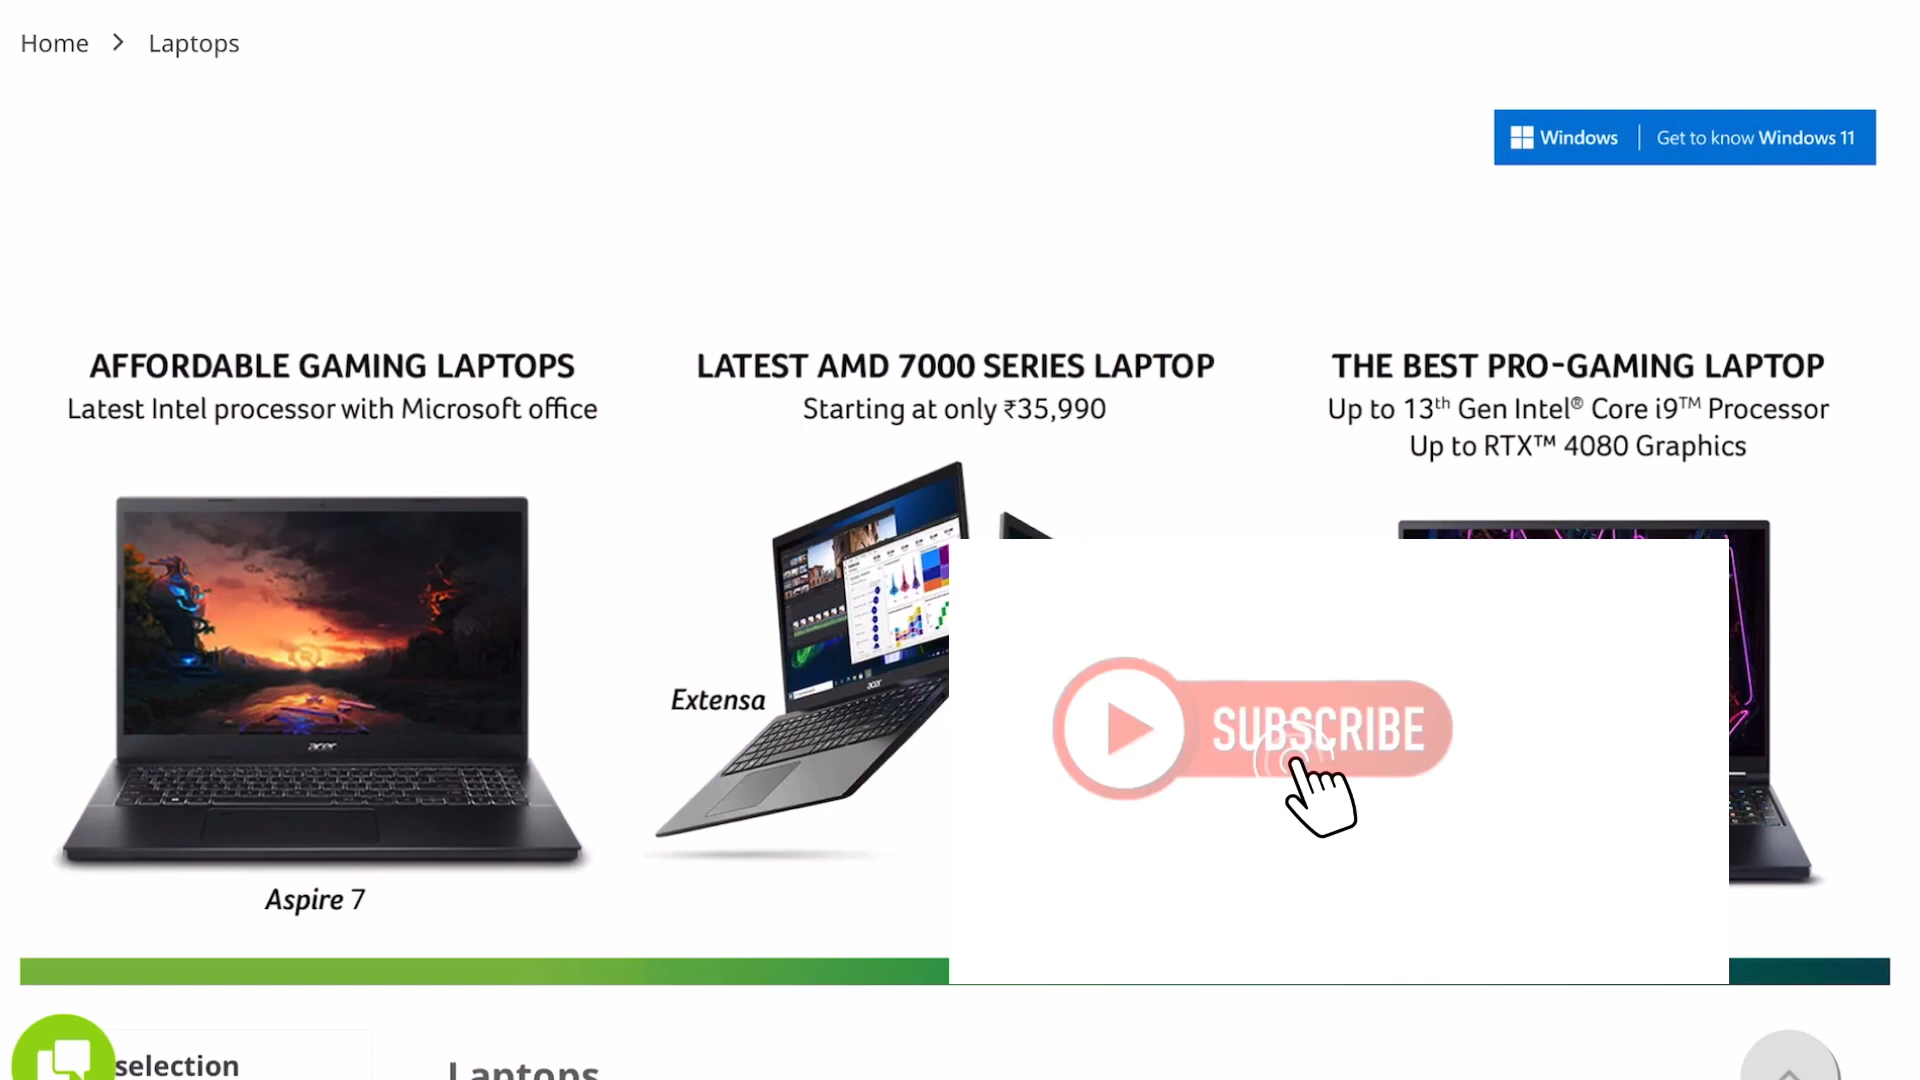 Home > Laptops
Windows | Get to know Windows 11
AFFORDABLE GAMING LAPTOPS
Latest Intel processor with Microsoft office
LATEST AMD 7000 SERIES LAPTOP
Starting at only ₹35,990
THE BEST PRO-GAMING LAPTOP
Up to 13th Gen Intel® Core i9™ Processor
Up to RTX™ 4080 Graphics
acer
Aspire 7
Extensa
acer
SUBSCRIBE
selection
Laptops